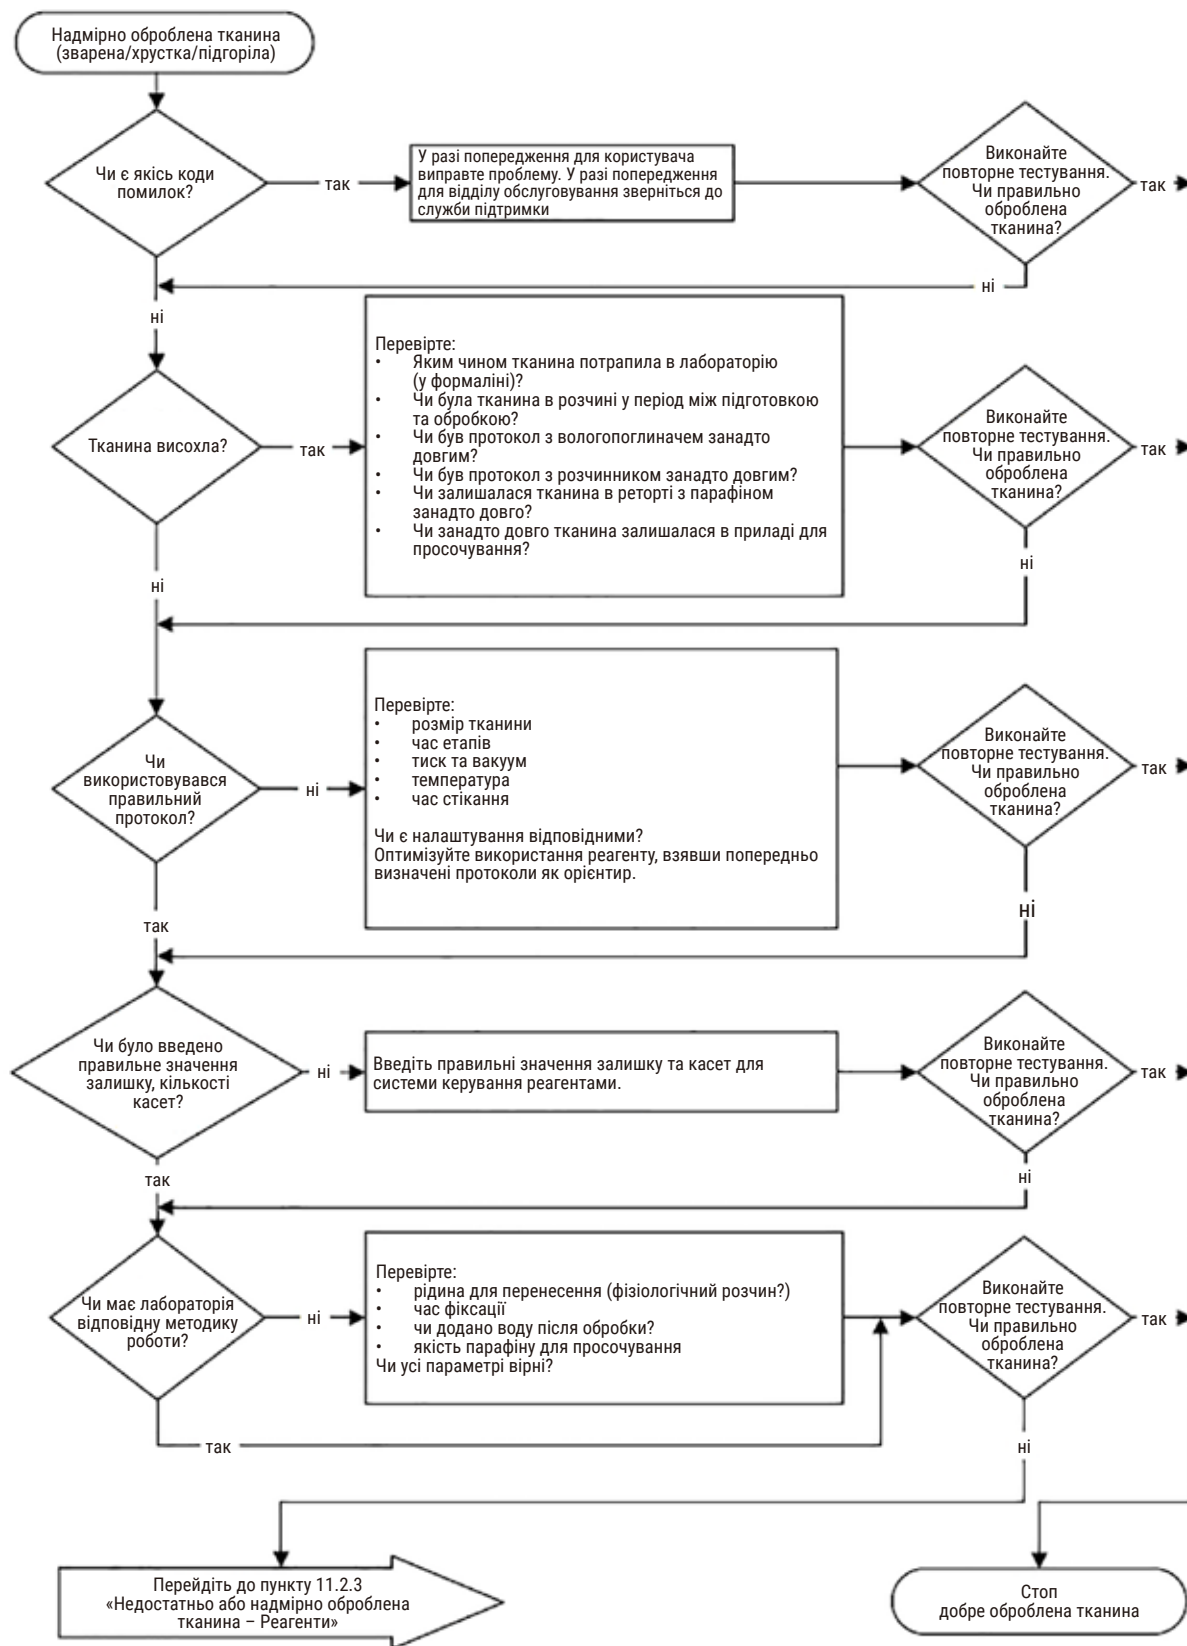 Надмірно оброблена тканина
(зварена/хрустка/підгоріла)
Чи є якісь коди
помилок?
так
У разі попередження для користувача
виправте проблему. У разі попередження
для відділу обслуговування зверніться до
служби підтримки
Виконайте
повторне тестування.
Чи правильно
оброблена
тканина?
так
ні
ні
Тканина висохла?
так
Перевірте:
• Яким чином тканина потрапила в лабораторію
(у формаліні)?
• Чи була тканина в розчині у період між підготовкою
та обробкою?
• Чи був протокол з вологопоглиначем занадто
довгим?
• Чи був протокол з розчинником занадто довгим?
• Чи залишалася тканина в реторті з парафіном
занадто довго?
• Чи занадто довго тканина залишалася в приладі для
просочування?
Виконайте
повторне тестування.
Чи правильно
оброблена
тканина?
так
ні
ні
Чи
використовувався
правильний
протокол?
ні
Перевірте:
• розмір тканини
• час етапів
• тиск та вакуум
• температура
• час стікання
Чи є налаштування відповідними?
Оптимізуйте використання реагенту, взявши попередньо
визначені протоколи як орієнтир.
Виконайте
повторне тестування.
Чи правильно
оброблена
тканина?
так
ні
так
Чи було введено
правильне значення
залишку, кількості
касет?
ні
Введіть правильні значення залишку та касет для
системи керування реагентами.
Виконайте
повторне тестування.
Чи правильно
оброблена
тканина?
так
ні
так
Чи має лабораторія
відповідну методику
роботи?
ні
Перевірте:
• рідина для перенесення (фізіологічний розчин?)
• час фіксації
• чи додано воду після обробки?
• якість парафіну для просочування
Чи усі параметрі вірні?
Виконайте
повторне тестування.
Чи правильно
оброблена
тканина?
так
так
ні
Перейдіть до пункту 11.2.3
«Недостатньо або надмірно оброблена
тканина – Реагенти»
Стоп
добре оброблена тканина